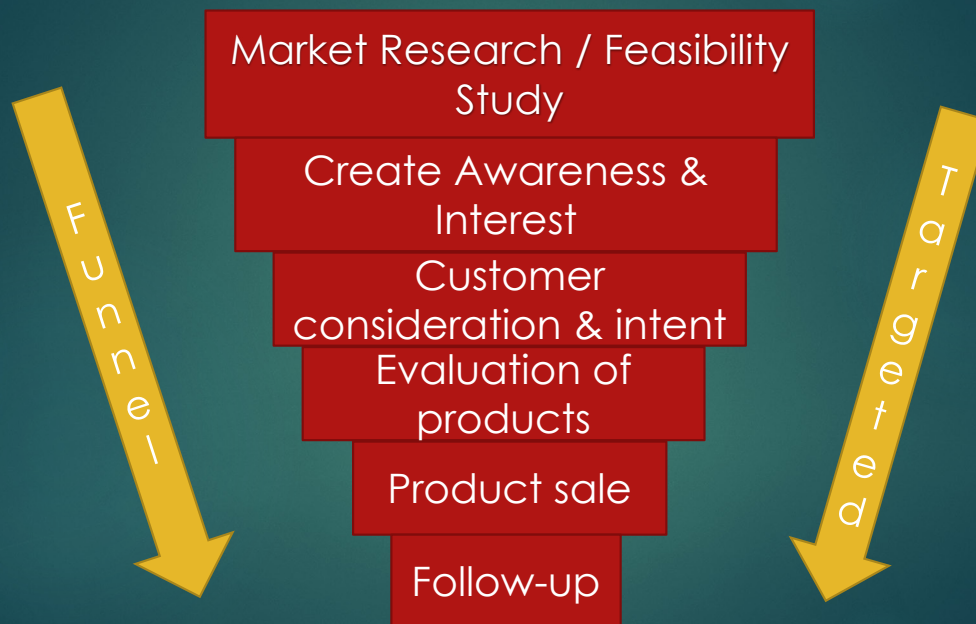 Market Research / Feasibility
Study
Create Awareness &
Interest
Customer
consideration & intent
Evaluation of
products
Product sale
Follow-up
Funnel
Targeted